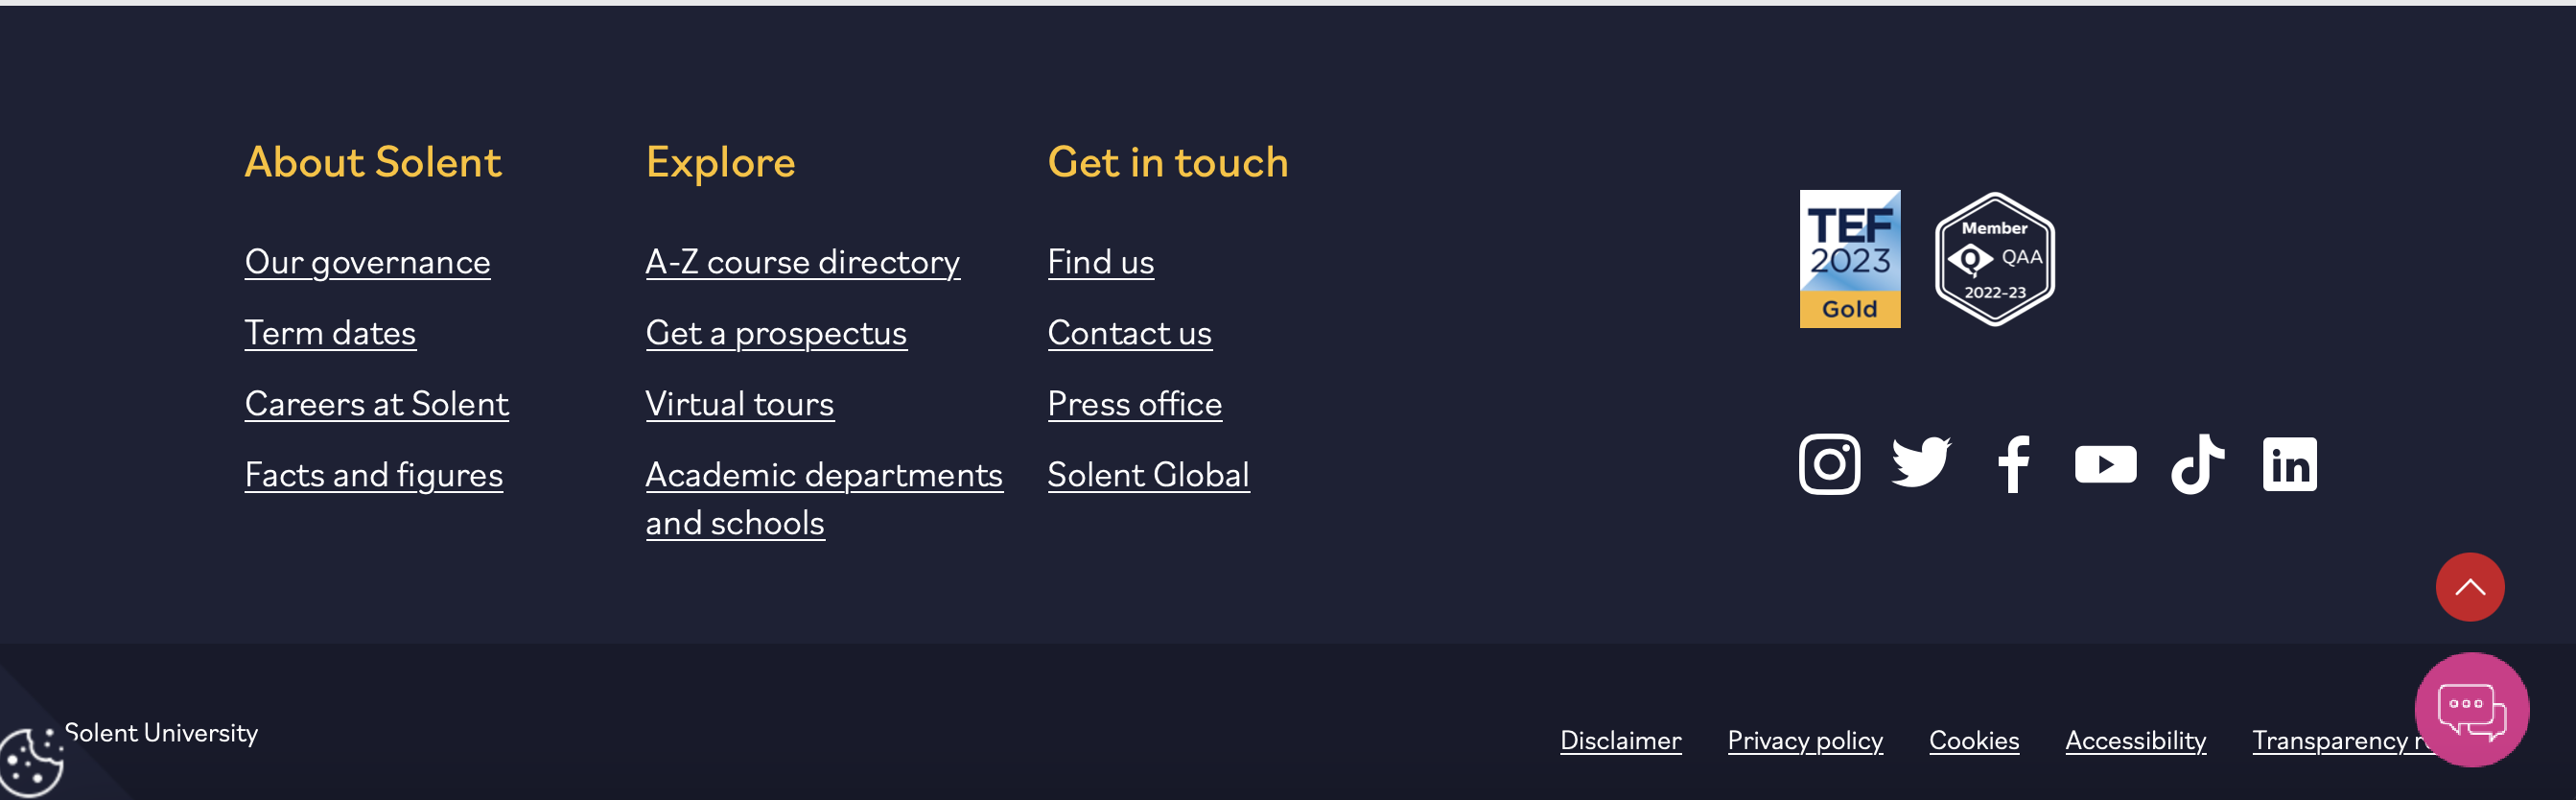 About Solent
Our governance
Term dates
Careers at Solent
Facts and figures
Explore
A-Z course directory
Get a prospectus
Virtual tours
Academic departments
and schools
Get in touch
Find us
Contact us
Press office
Solent Global
TEF
2023
Gold
Member
QAA
2022-23
Solent University
Disclaimer
Privacy policy
Cookies
Accessibility
Transparency